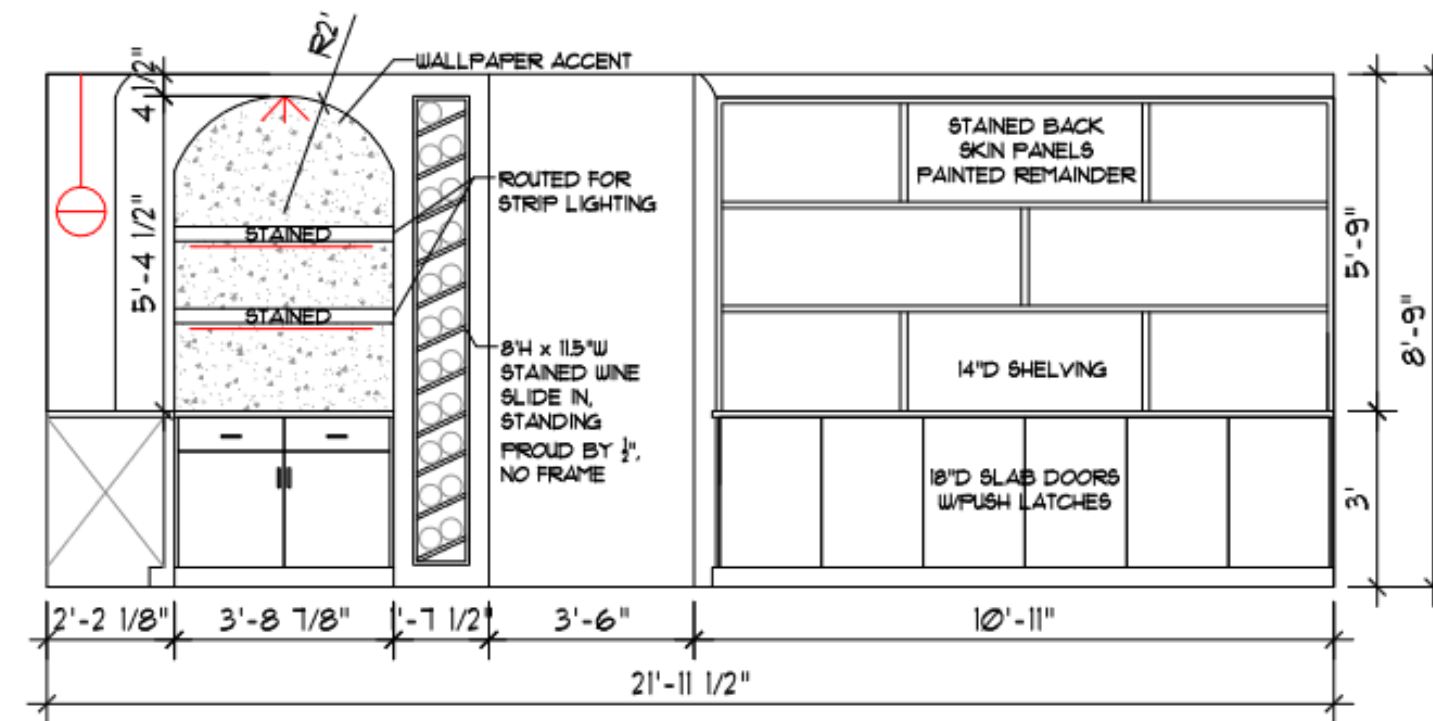 R2'
4 1/2"
WALLPAPER ACCENT
STAINED BACK
SKIN PANELS
PAINTED REMAINDER
ROUTED FOR
STRIP LIGHTING
STAINED
5'-4 1/2"
5'-9"
STAINED
8'H x 11.5"W
STAINED WINE
SLIDE IN,
STANDING
PROUD BY ½",
NO FRAME
14"D SHELVING
8'-9"
18"D SLAB DOORS
W/PUSH LATCHES
3'
2'-2 1/8"
3'-8 7/8"
1'-7 1/2"
3'-6"
10'-11"
21'-11 1/2"